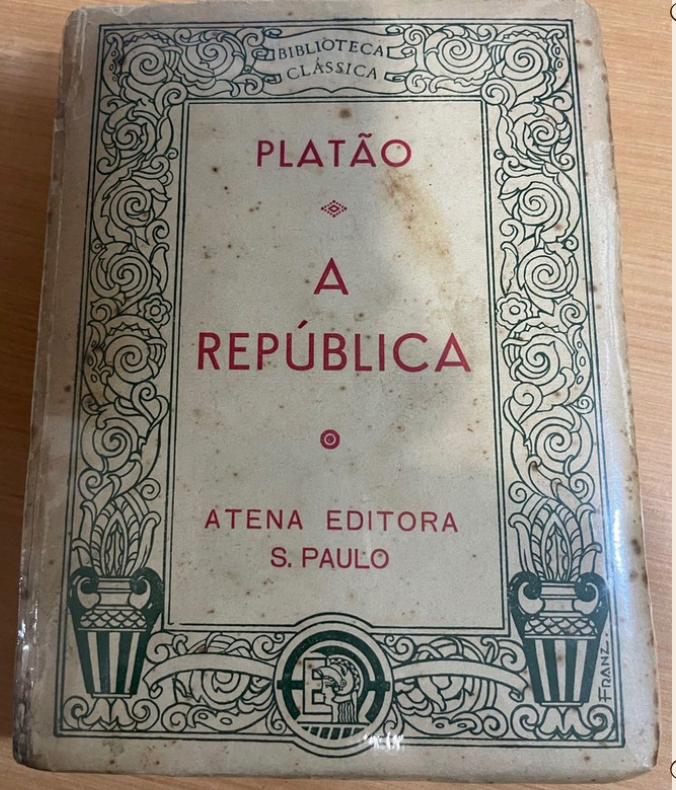 BIBLIOTECA
CLÁSSICA
PLATÃO
A
REPÚBLICA
ATENA EDITORA
S. PAULO
E
FRANZ.